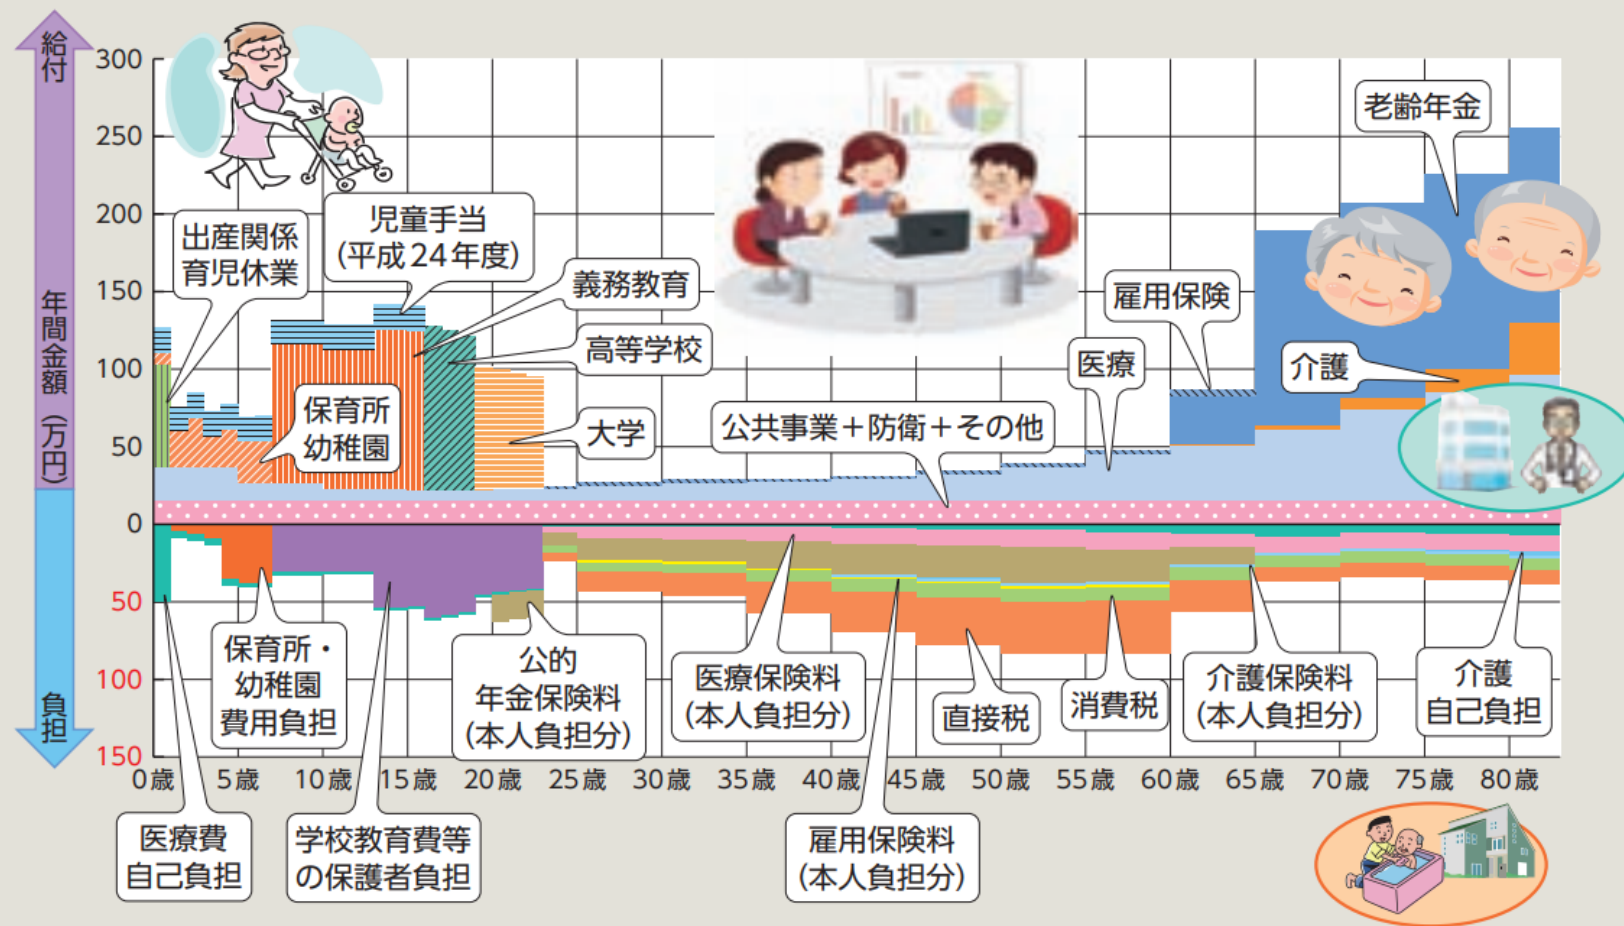 給付
年間金額（万円）
負担
300
250
200
150
100
50
0
50
100
150
出産関係
育児休業
児童手当
（平成24年度）
義務教育
高等学校
保育所
幼稚園
大学
公共事業＋防衛＋その他
医療
雇用保険
介護
老齢年金
0歳
5歳
10歳
15歳
20歳
25歳
30歳
35歳
40歳
45歳
50歳
55歳
60歳
65歳
70歳
75歳
80歳
保育所・
幼稚園
費用負担
公的
年金保険料
（本人負担分）
医療保険料
（本人負担分）
直接税
消費税
介護保険料
（本人負担分）
介護
自己負担
医療費
自己負担
学校教育費等
の保護者負担
雇用保険料
（本人負担分）